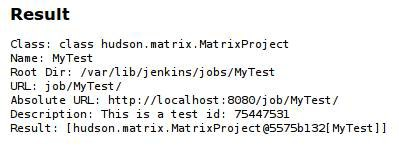 Result
Class: class hudson.matrix.MatrixProject
Name: MyTest
Root Dir: /var/lib/jenkins/jobs/MyTest
URL: job/MyTest/
Absolute URL: http://localhost:8080/job/MyTest/
Description: This is a test id: 75447531
Result: [hudson.matrix.MatrixProject@5575b132[MyTest]]